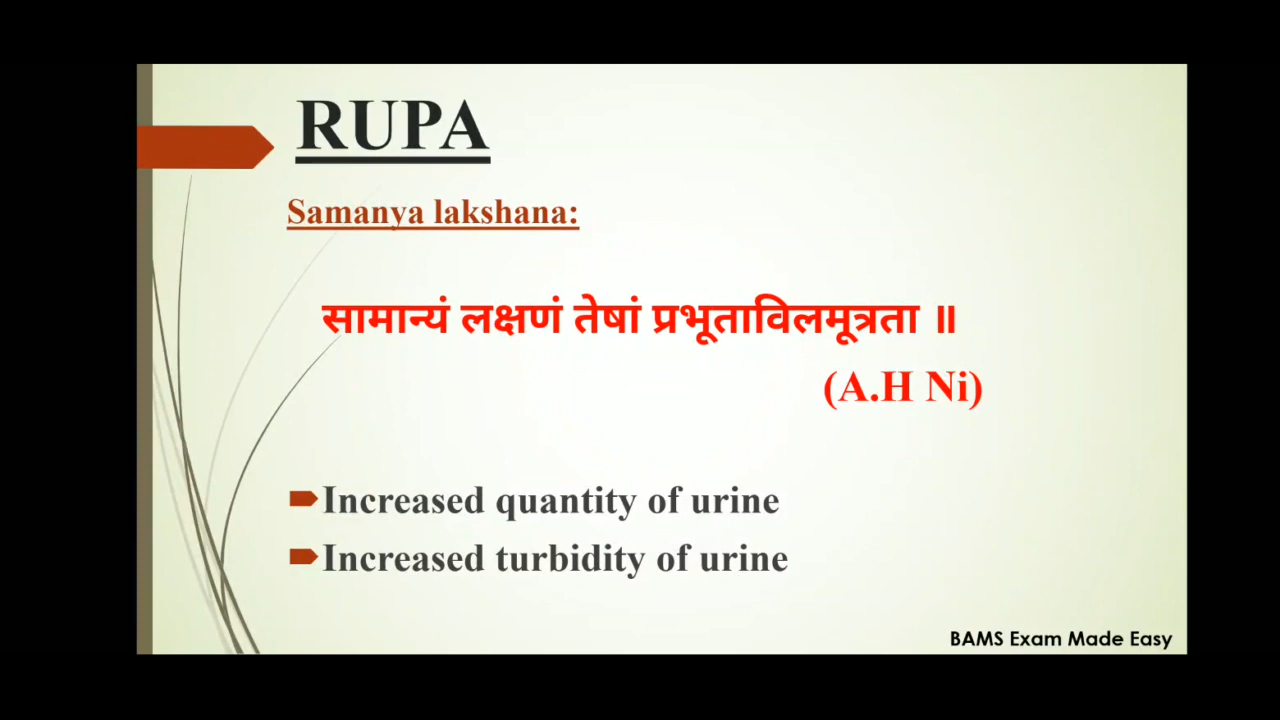 RUPA
Samanya lakshana:
सामान्यं लक्षणं तेषां प्रभूताविलमूत्रता ॥
(A.H Ni)
Increased quantity of urine
Increased turbidity of urine
BAMS Exam Made Easy